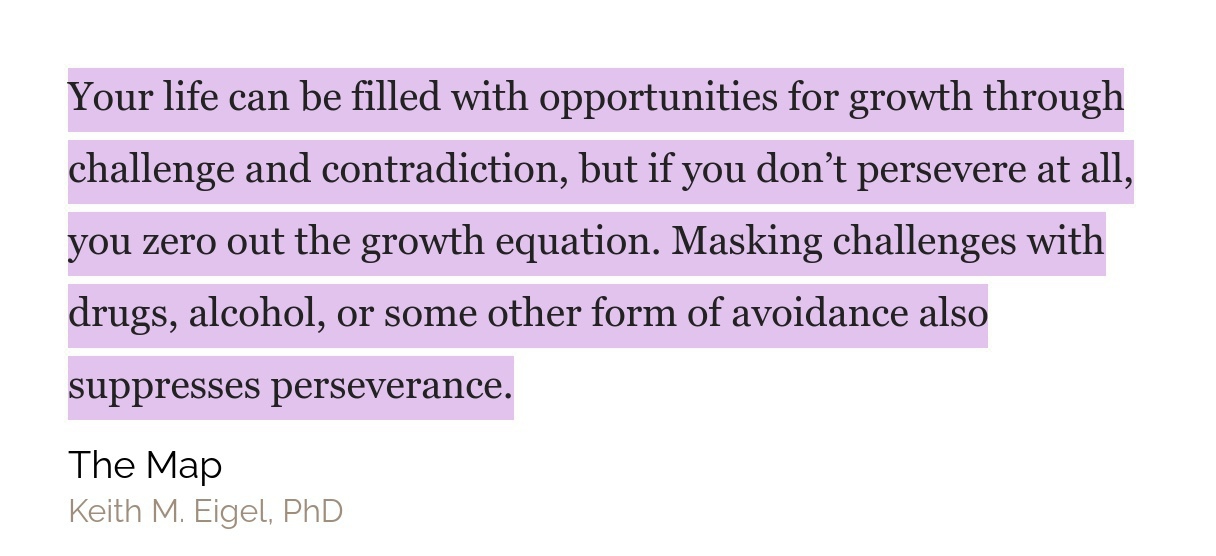 Your life can be filled with opportunities for growth through
challenge and contradiction, but if you don’t persevere at all,
you zero out the growth equation. Masking challenges with
drugs, alcohol, or some other form of avoidance also
suppresses perseverance.
The Map
Keith M. Eigel, PhD